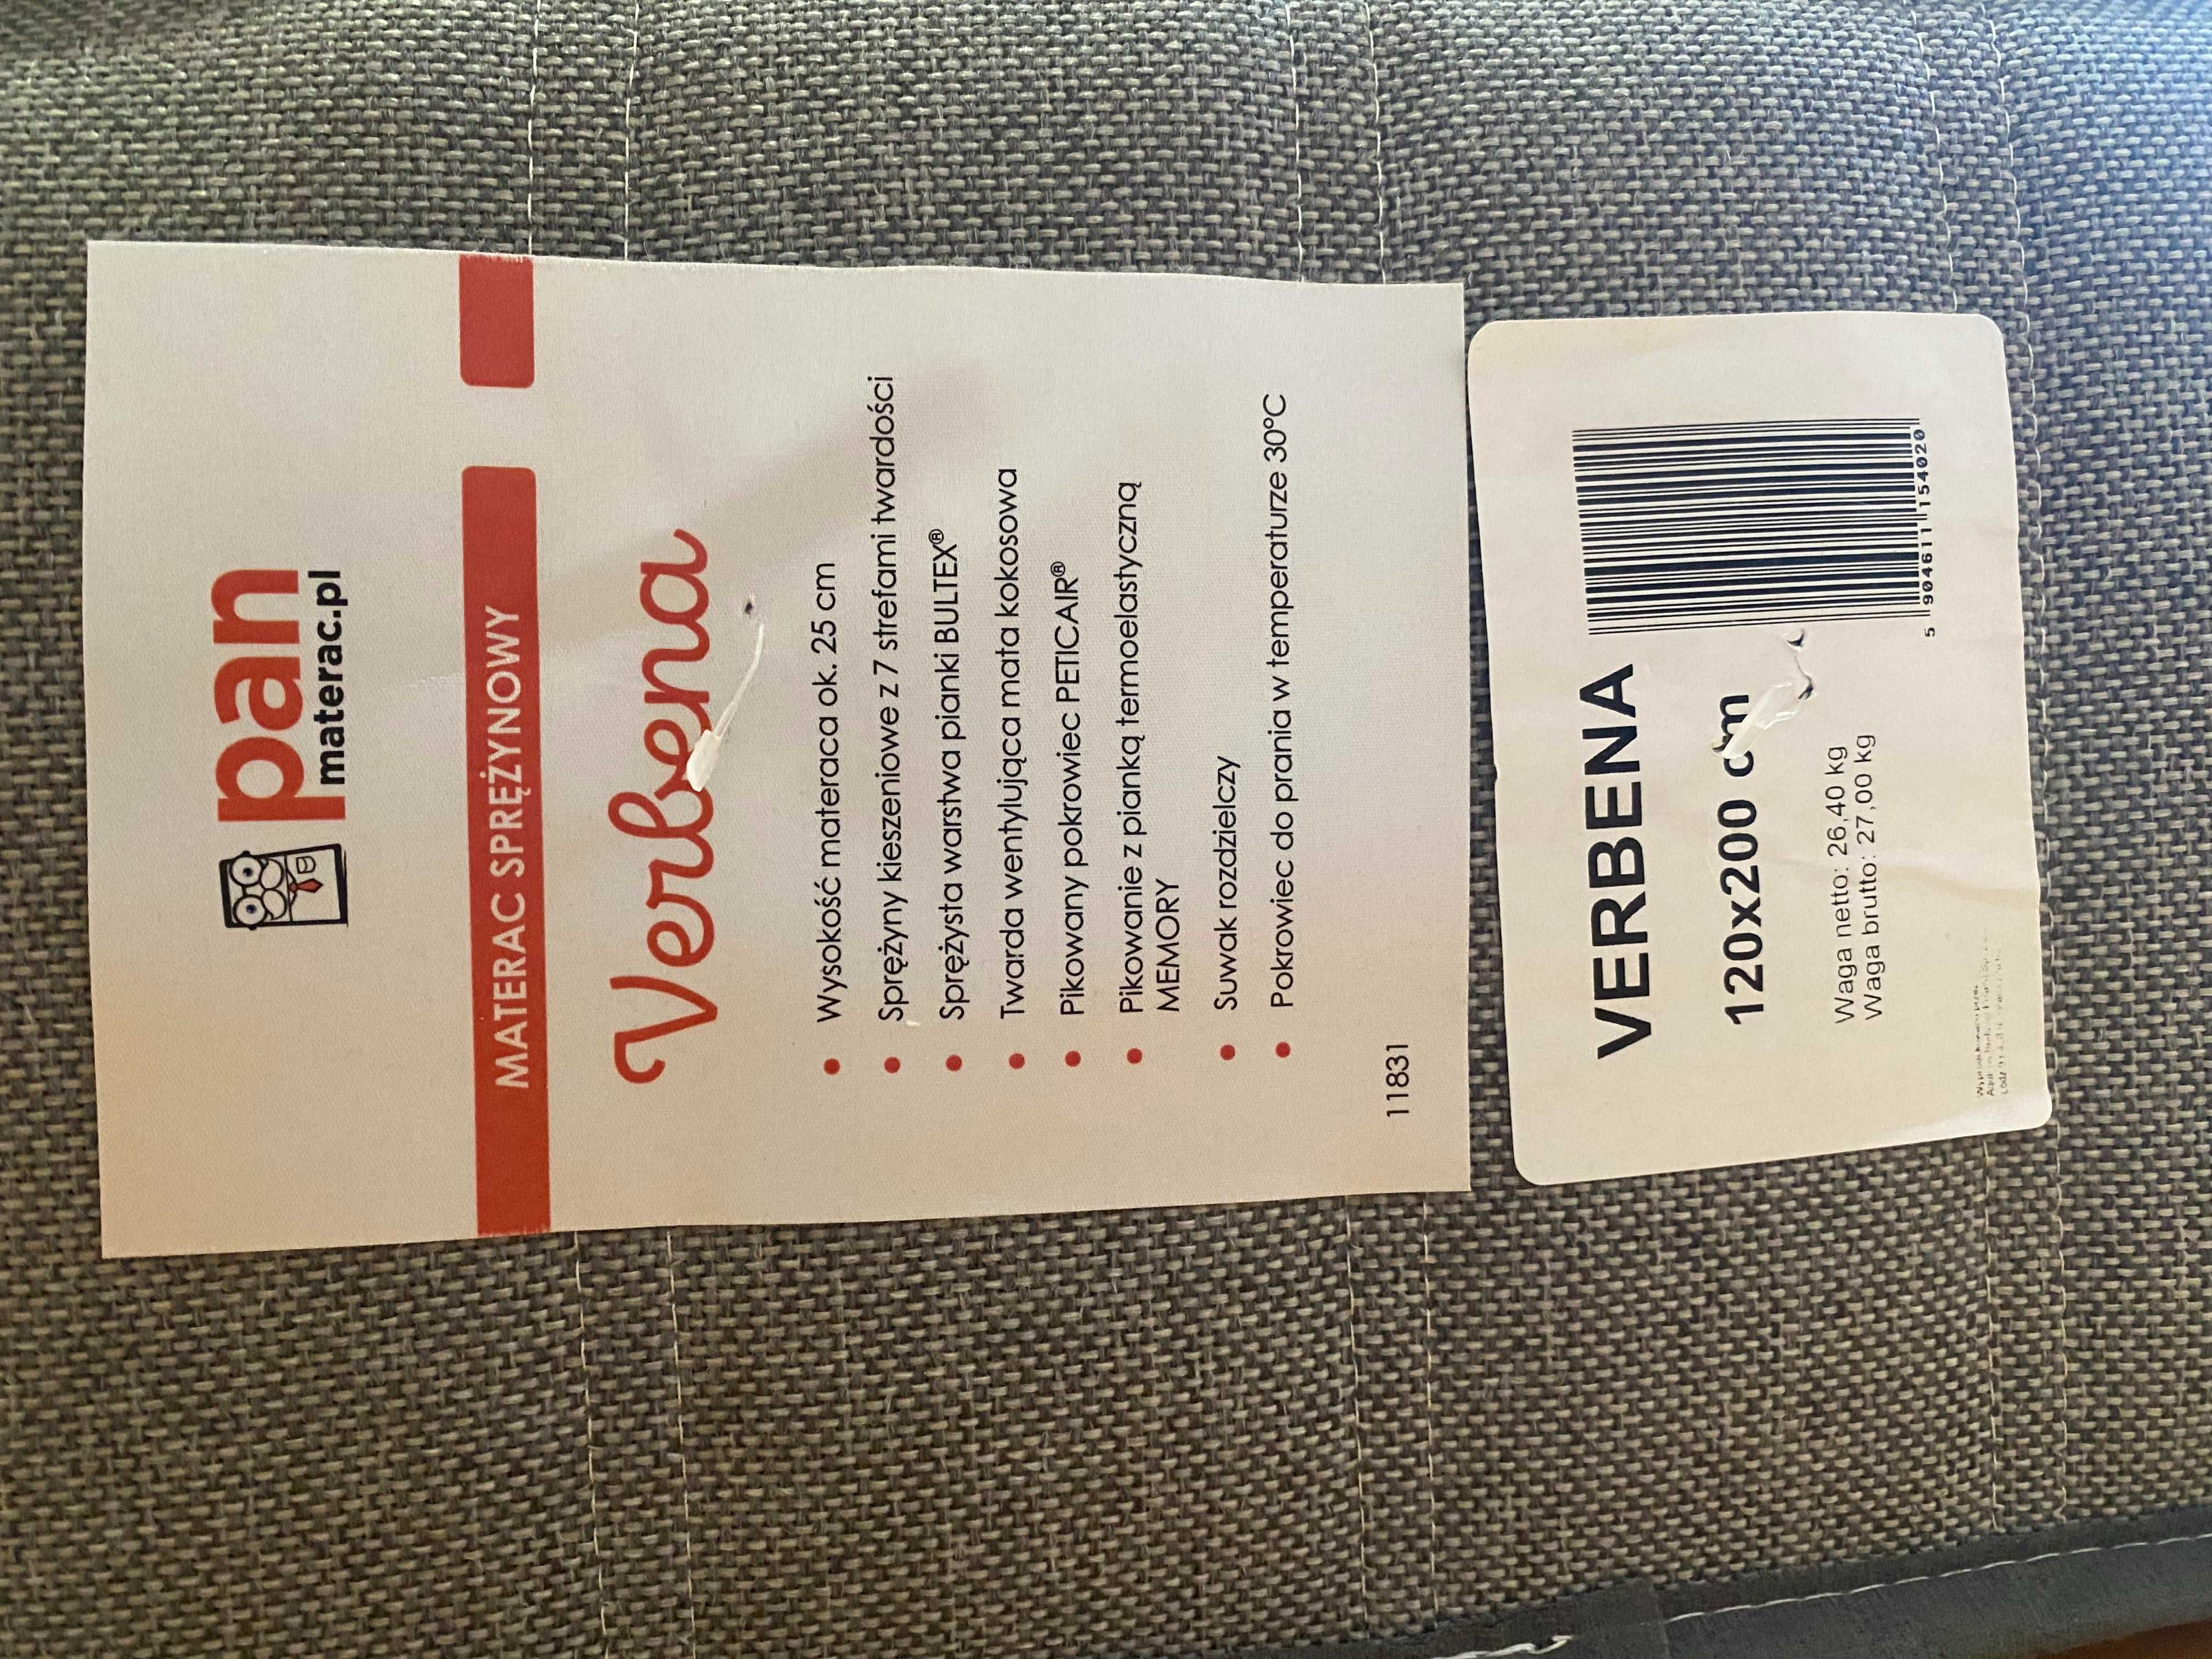 pan
materac.pl
MATERAC SPRĘŻYNOWY
Verbena
• Wysokość materaca ok. 25 cm
• Sprężyny kieszeniowe z 7 strefami twardości
• Sprężysta warstwa pianki BULTEX®
• Twarda wentylująca mata kokosowa
• Pikowany pokrowiec PETICAIR®
• Pikowanie z pianką termoelastyczną
MEMORY
• Suwak rozdzielczy
• Pokrowiec do prania w temperaturze 30°C
11831
VERBENA
120x200 cm
Waga netto: 26,40 kg
Waga brutto: 27,00 kg
5 904611 154020